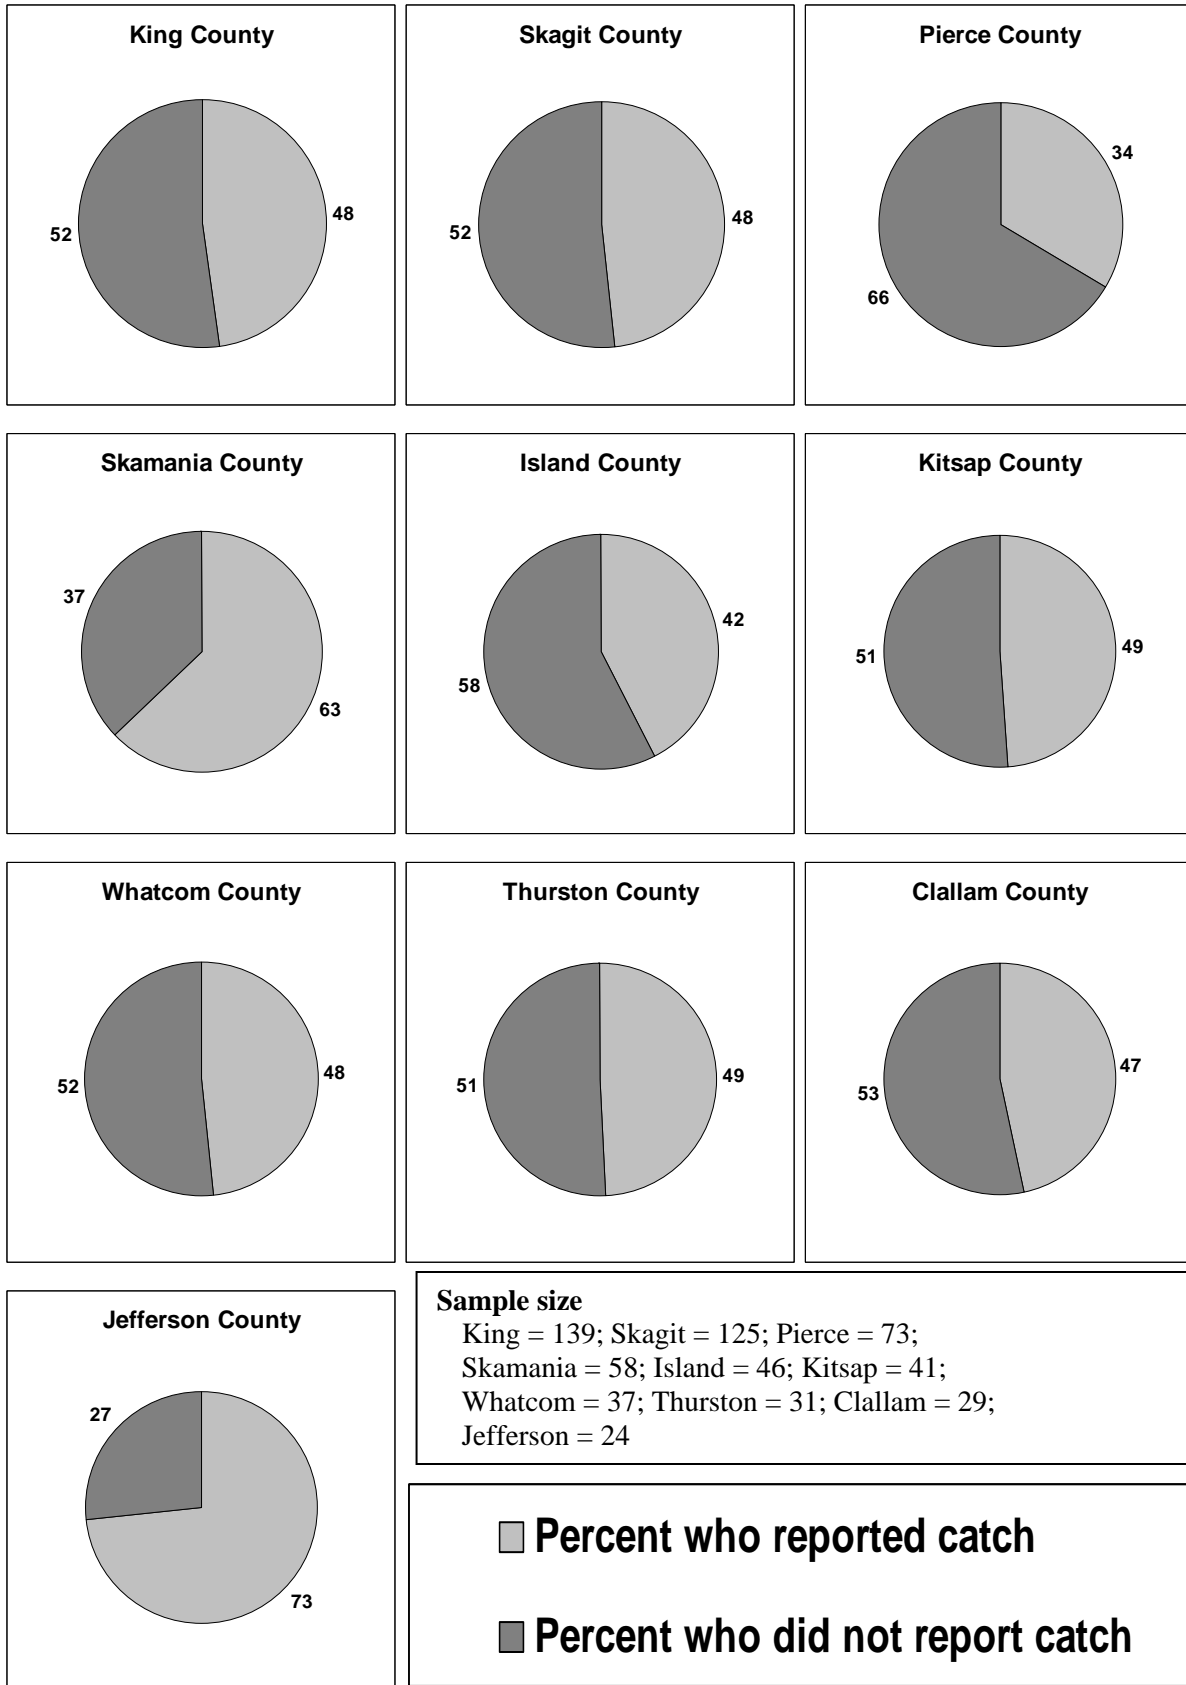 King County
52
48
Skagit County
52
48
Pierce County
34
66
Skamania County
37
63
Island County
42
58
Kitsap County
51
49
Whatcom County
52
48
Thurston County
51
49
Clallam County
47
53
Jefferson County
27
73
Sample size
King = 139; Skagit = 125; Pierce = 73;
Skamania = 58; Island = 46; Kitsap = 41;
Whatcom = 37; Thurston = 31; Clallam = 29;
Jefferson = 24
Percent who reported catch
Percent who did not report catch